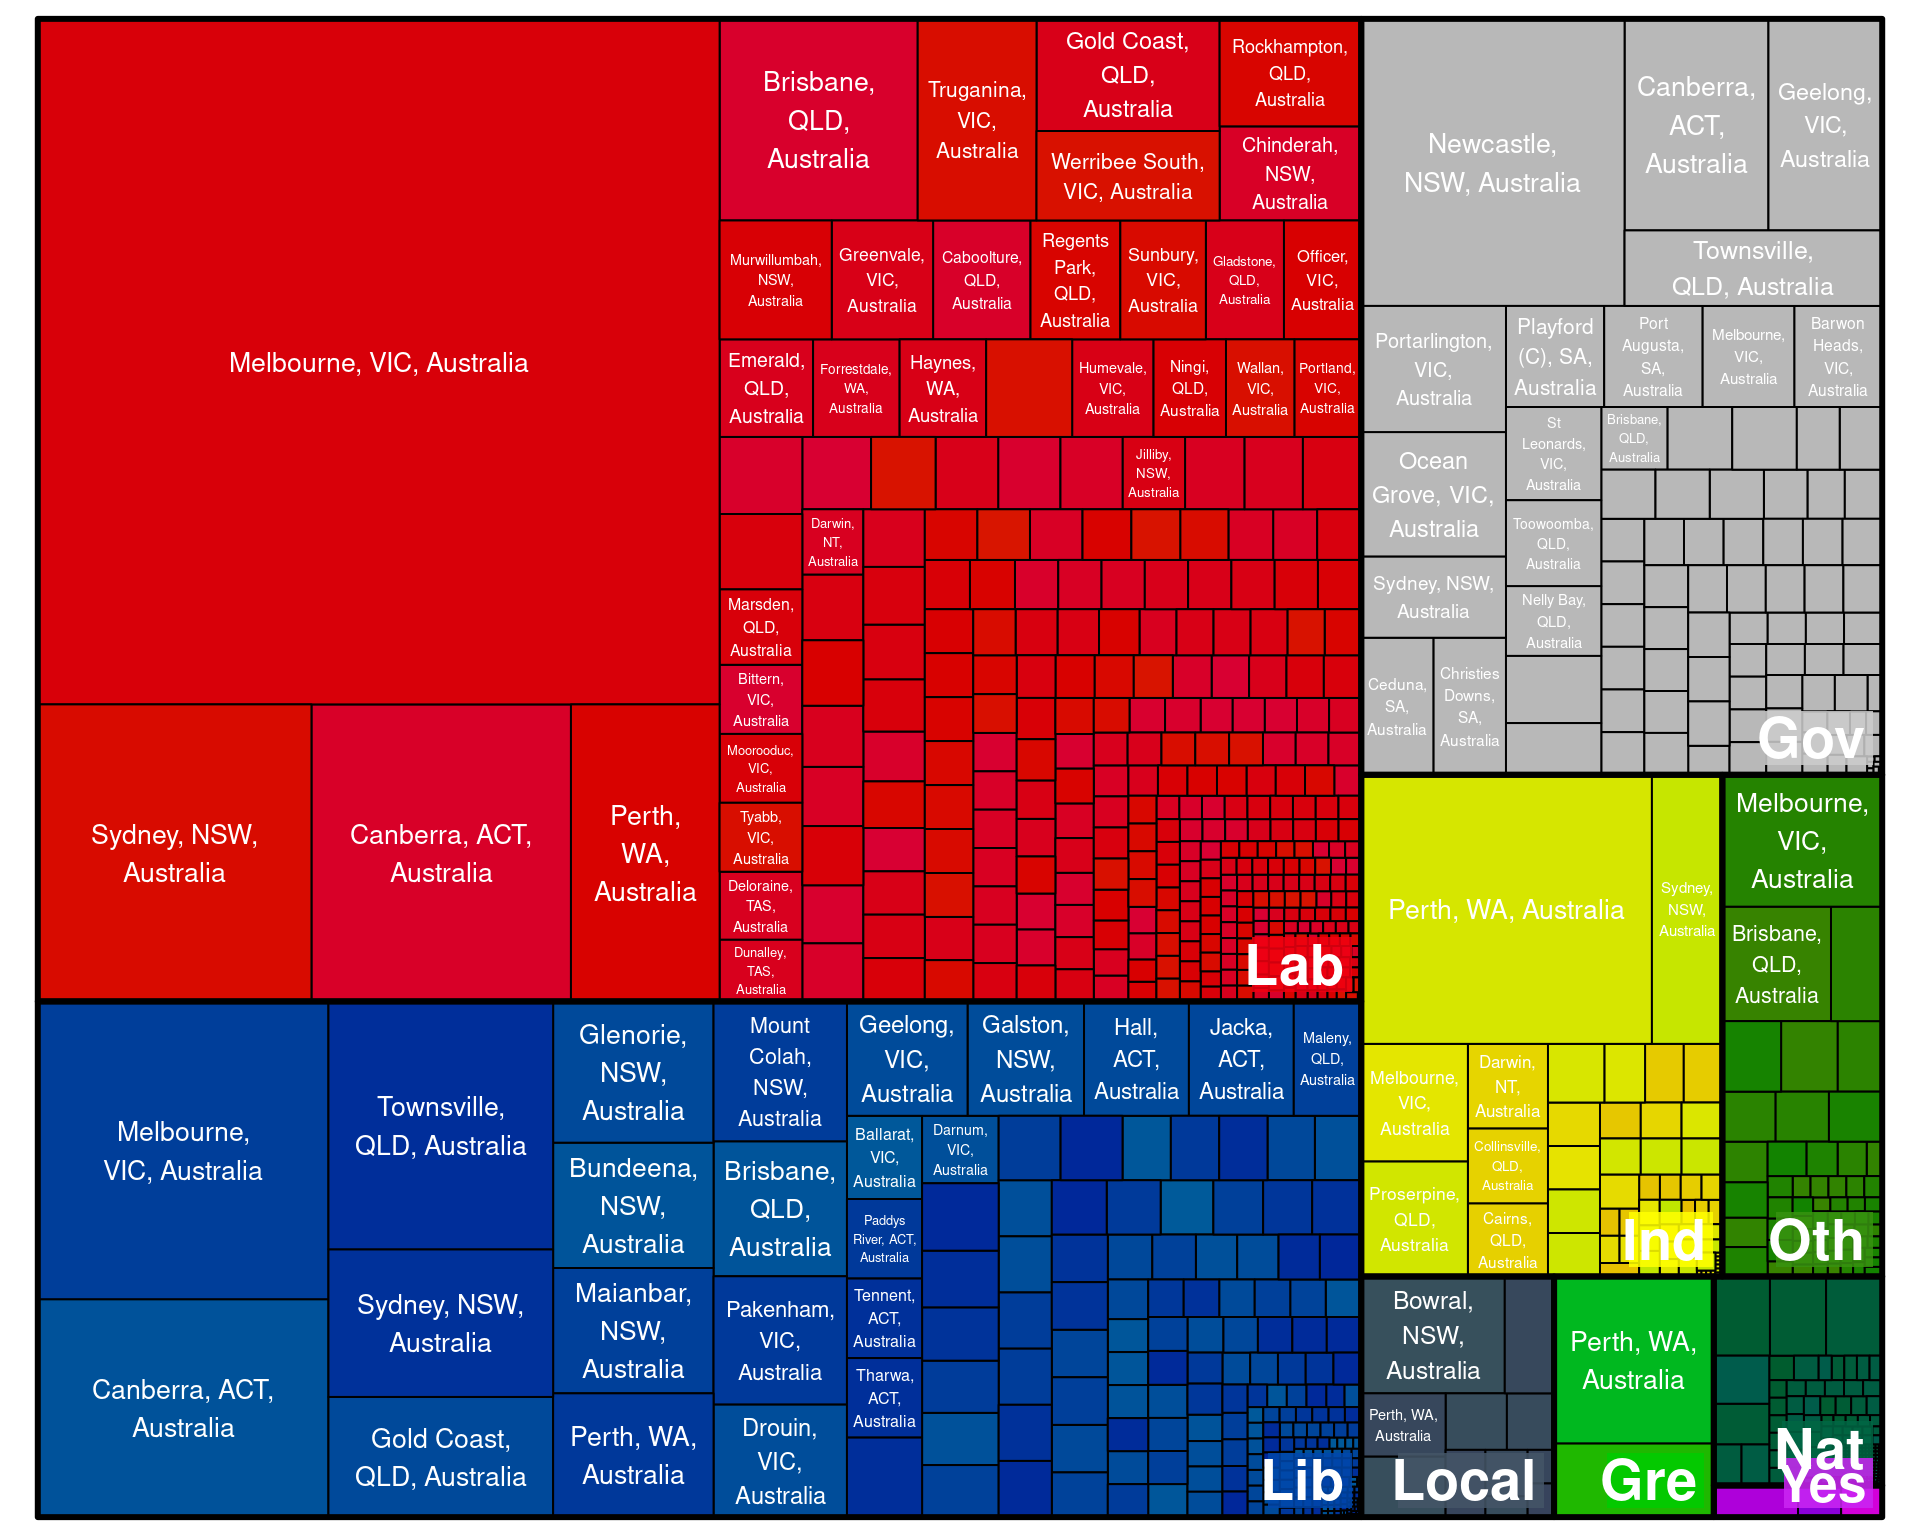 Melbourne, VIC, Australia
Sydney, NSW,
Australia
Canberra, ACT,
Australia
Perth,
WA,
Australia
Brisbane,
QLD,
Australia
Truganina,
VIC,
Australia
Gold Coast,
QLD,
Australia
Werribee South,
VIC, Australia
Rockhampton,
QLD,
Australia
Chinderah,
NSW,
Australia
Murwillumbah,
NSW,
Australia
Greenvale,
VIC,
Australia
Caboolture,
QLD,
Australia
Regents
Park,
QLD,
Australia
Sunbury,
VIC,
Australia
Gladstone,
QLD,
Australia
Officer,
VIC,
Australia
Emerald,
QLD,
Australia
Forrestdale,
WA,
Australia
Haynes,
WA,
Australia
Humevale,
VIC,
Australia
Ningi,
QLD,
Australia
Wallan,
VIC,
Australia
Portland,
VIC,
Australia
Jilliby,
NSW,
Australia
Darwin,
NT,
Australia
Marsden,
QLD,
Australia
Bittern,
VIC,
Australia
Moorooduc,
VIC,
Australia
Tyabb,
VIC,
Australia
Deloraine,
TAS,
Australia
Dunalley,
TAS,
Australia
Lab
Newcastle,
NSW, Australia
Canberra,
ACT,
Australia
Geelong,
VIC,
Australia
Townsville,
QLD, Australia
Portarlington,
VIC,
Australia
Playford
(C), SA,
Australia
Port
Augusta,
SA,
Australia
Melbourne,
VIC,
Australia
Barwon
Heads,
VIC,
Australia
Ocean
Grove, VIC,
Australia
St
Leonards,
VIC,
Australia
Brisbane,
QLD,
Australia
Toowoomba,
QLD,
Australia
Sydney, NSW,
Australia
Nelly Bay,
QLD,
Australia
Ceduna,
SA,
Australia
Christies
Downs,
SA,
Australia
Gov
Perth, WA, Australia
Sydney,
NSW,
Australia
Melbourne,
VIC,
Australia
Darwin,
NT,
Australia
Collinsville,
QLD,
Australia
Proserpine,
QLD,
Australia
Cairns,
QLD,
Australia
Ind
Melbourne,
VIC,
Australia
Brisbane,
QLD,
Australia
Oth
Melbourne,
VIC, Australia
Canberra, ACT,
Australia
Townsville,
QLD, Australia
Sydney, NSW,
Australia
Gold Coast,
QLD, Australia
Glenorie,
NSW,
Australia
Bundeena,
NSW,
Australia
Maianbar,
NSW,
Australia
Perth, WA,
Australia
Mount
Colah,
NSW,
Australia
Brisbane,
QLD,
Australia
Pakenham,
VIC,
Australia
Drouin,
VIC,
Australia
Geelong,
VIC,
Australia
Galston,
NSW,
Australia
Hall,
ACT,
Australia
Jacka,
ACT,
Australia
Maleny,
QLD,
Australia
Ballarat,
VIC,
Australia
Darnum,
VIC,
Australia
Paddys
River, ACT,
Australia
Tennent,
ACT,
Australia
Tharwa,
ACT,
Australia
Lib
Bowral,
NSW,
Australia
Perth, WA,
Australia
Local
Perth, WA,
Australia
Gre
Nat
Yes